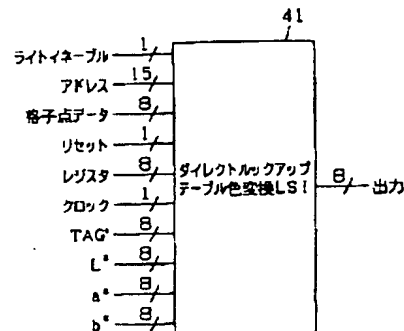 41
ライトイネーブル 1
アドレス 15
格子点データ 8
リセット 1
レジスタ 8
クロック 1
TAG* 8
L* 8
a* 8
b* 8
ダイレクトルックアップ
テーブル色変換LSI
8 出力